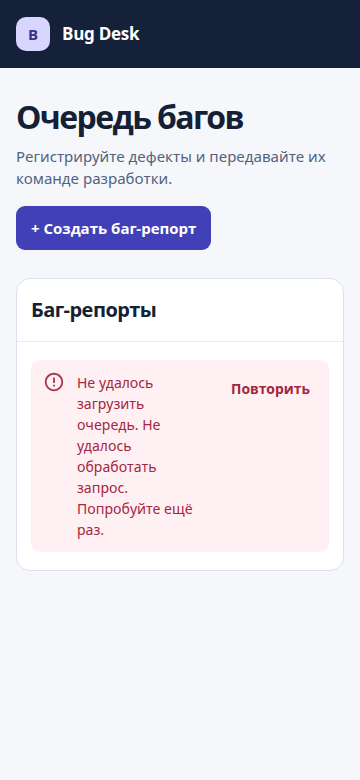 B
Bug Desk
Очередь багов
Регистрируйте дефекты и передавайте их
команде разработки.
+ Создать баг-репорт
Баг-репорты
Не удалось
загрузить
очередь. Не
удалось
обработать
запрос.
Попробуйте ещё
раз.
Повторить